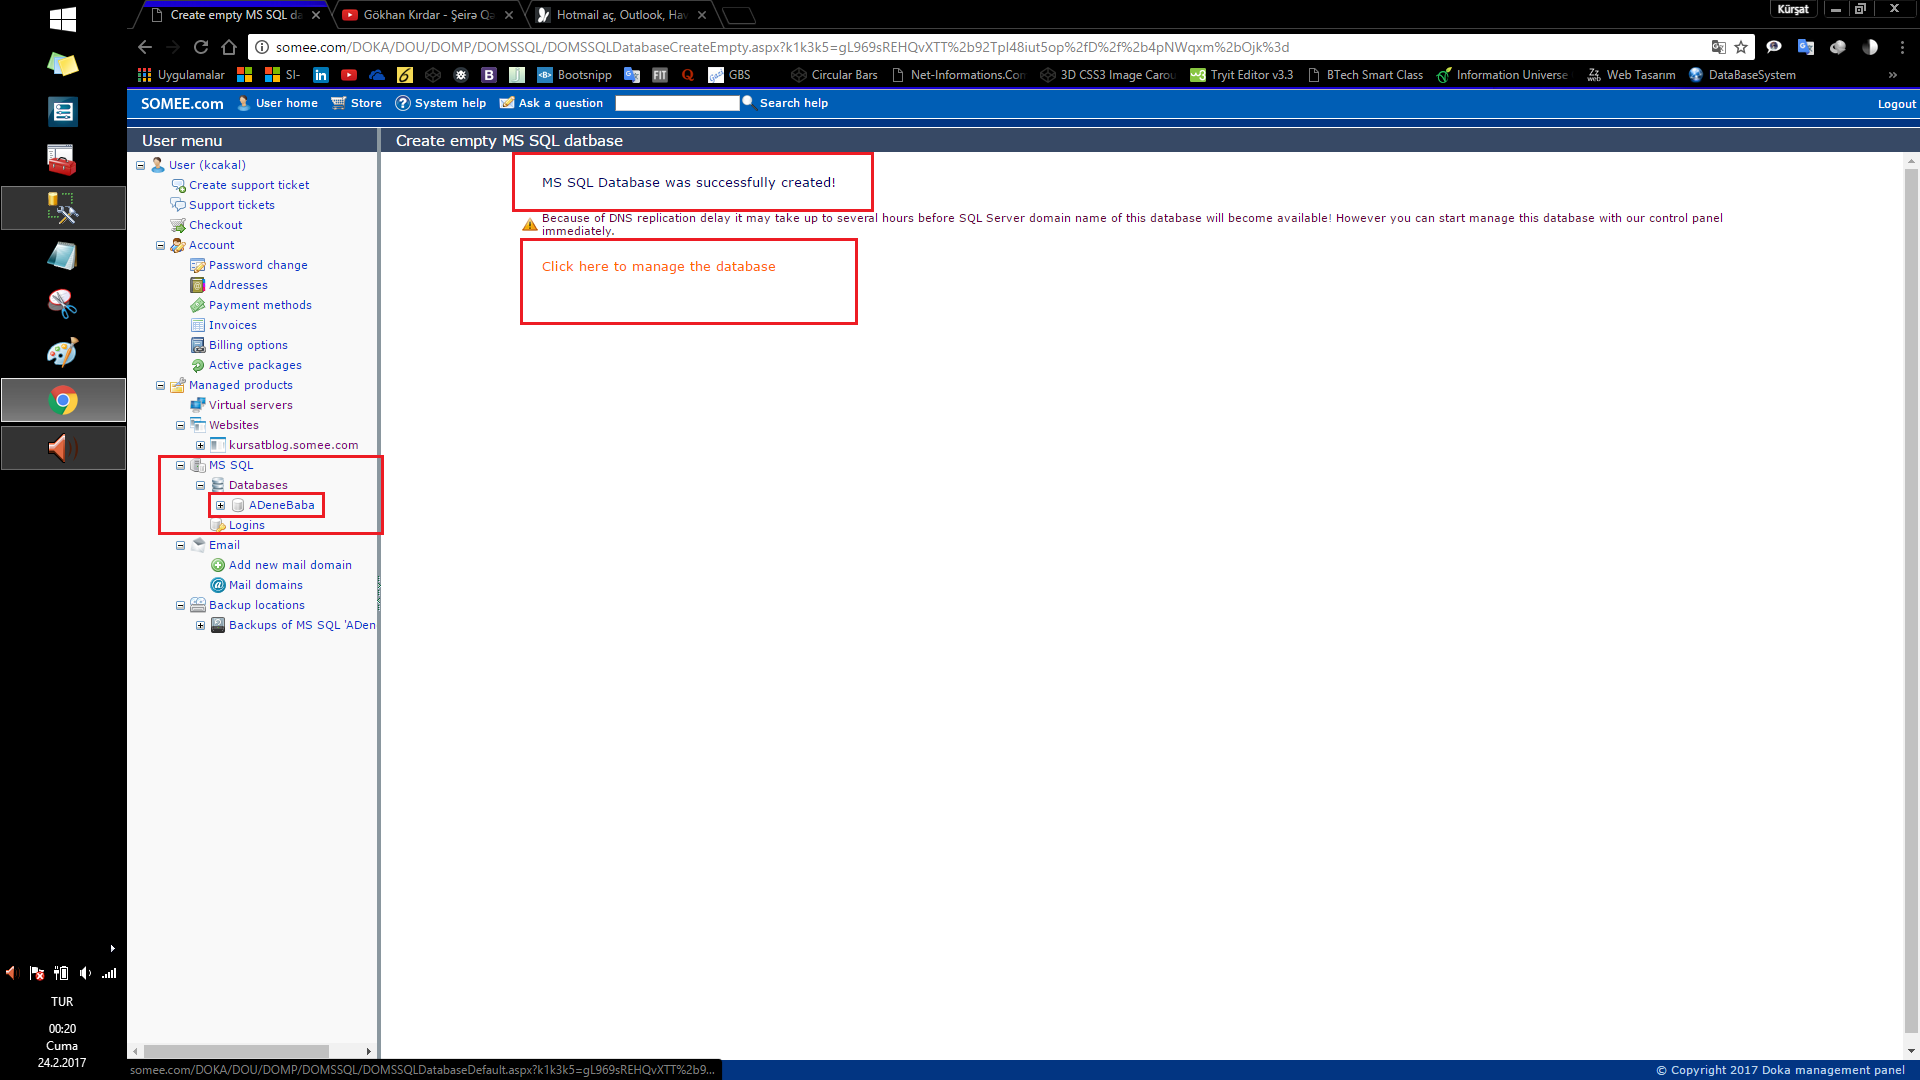 Create empty MS SQL da
Gökhan Kırdar - Şeirə Qa
Hotmail aç, Outlook, Hav
Kürşat
somee.com/DOKA/DOU/DOMP/DOMSSQL/DOMSSQLDatabaseCreateEmpty.aspx?k1k3k5=gL969sREHQvXTT%2b92Tpl48iut5op%2fD%2f%2b4pNWqxm%2bOjk%3d
Uygulamalar
SI-
Bootsnipp
FIT
GBS
Circular Bars
Net-Informations.Com
3D CSS3 Image Carou
Tryit Editor v3.3
BTech Smart Class
Information Universe
Web Tasarım
DataBaseSystem
SOMEE.com
User home
Store
System help
Ask a question
Search help
Logout
User menu
Create empty MS SQL datbase
User (kcakal)
Create support ticket
Support tickets
Checkout
Account
Password change
Addresses
Payment methods
Invoices
Billing options
Active packages
Managed products
Virtual servers
Websites
kursatblog.somee.com
MS SQL
Databases
ADeneBaba
Logins
Email
Add new mail domain
Mail domains
Backup locations
Backups of MS SQL 'ADen
MS SQL Database was successfully created!
Because of DNS replication delay it may take up to several hours before SQL Server domain name of this database will become available! However you can start manage this database with our control panel
immediately.
Click here to manage the database
TUR
00:20
Cuma
24.2.2017
somee.com/DOKA/DOU/DOMP/DOMSSQL/DOMSSQLDatabaseDefault.aspx?k1k3k5=gL969sREHQvXTT%2b9...
© Copyright 2017 Doka management panel